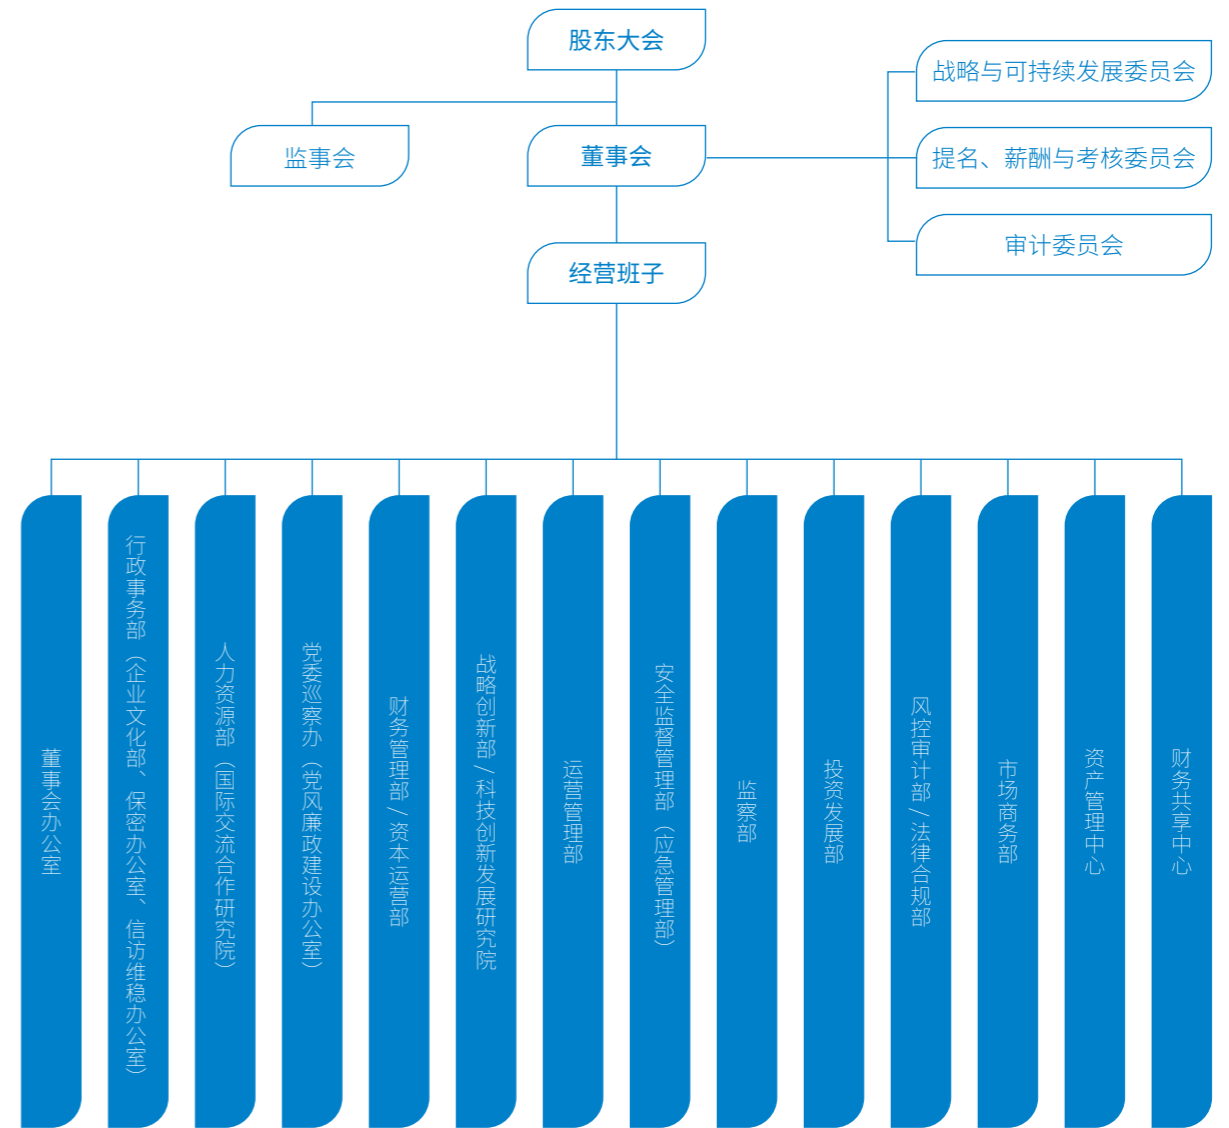 股东大会
战略与可持续发展委员会
监事会
董事会
提名、薪酬与考核委员会
审计委员会
经营班子
董事会办公室
行政事务部（企业文化部、保密办公室、信访维稳办公室）
人力资源部（国际交流合作研究院）
党委巡察办（党风廉政建设办公室）
财务管理部/资本运营部
战略创新部/科技创新发展研究院
运营管理部
安全监督管理部（应急管理部）
监察部
投资发展部
风控审计部/法律合规部
市场商务部
资产管理中心
财务共享中心